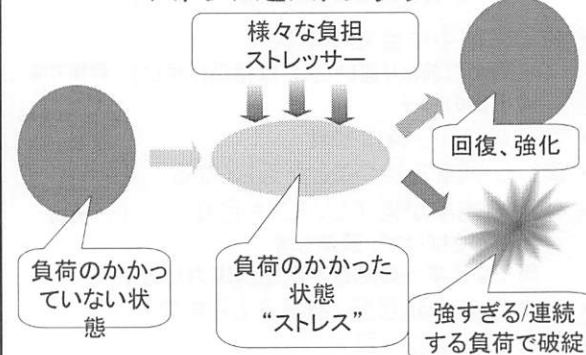 様々な負担
ストレッサー
回復、強化
負荷のかかっ
ていない状
態
負荷のかかった
状態
“ストレス”
強すぎる/連続
する負荷で破綻